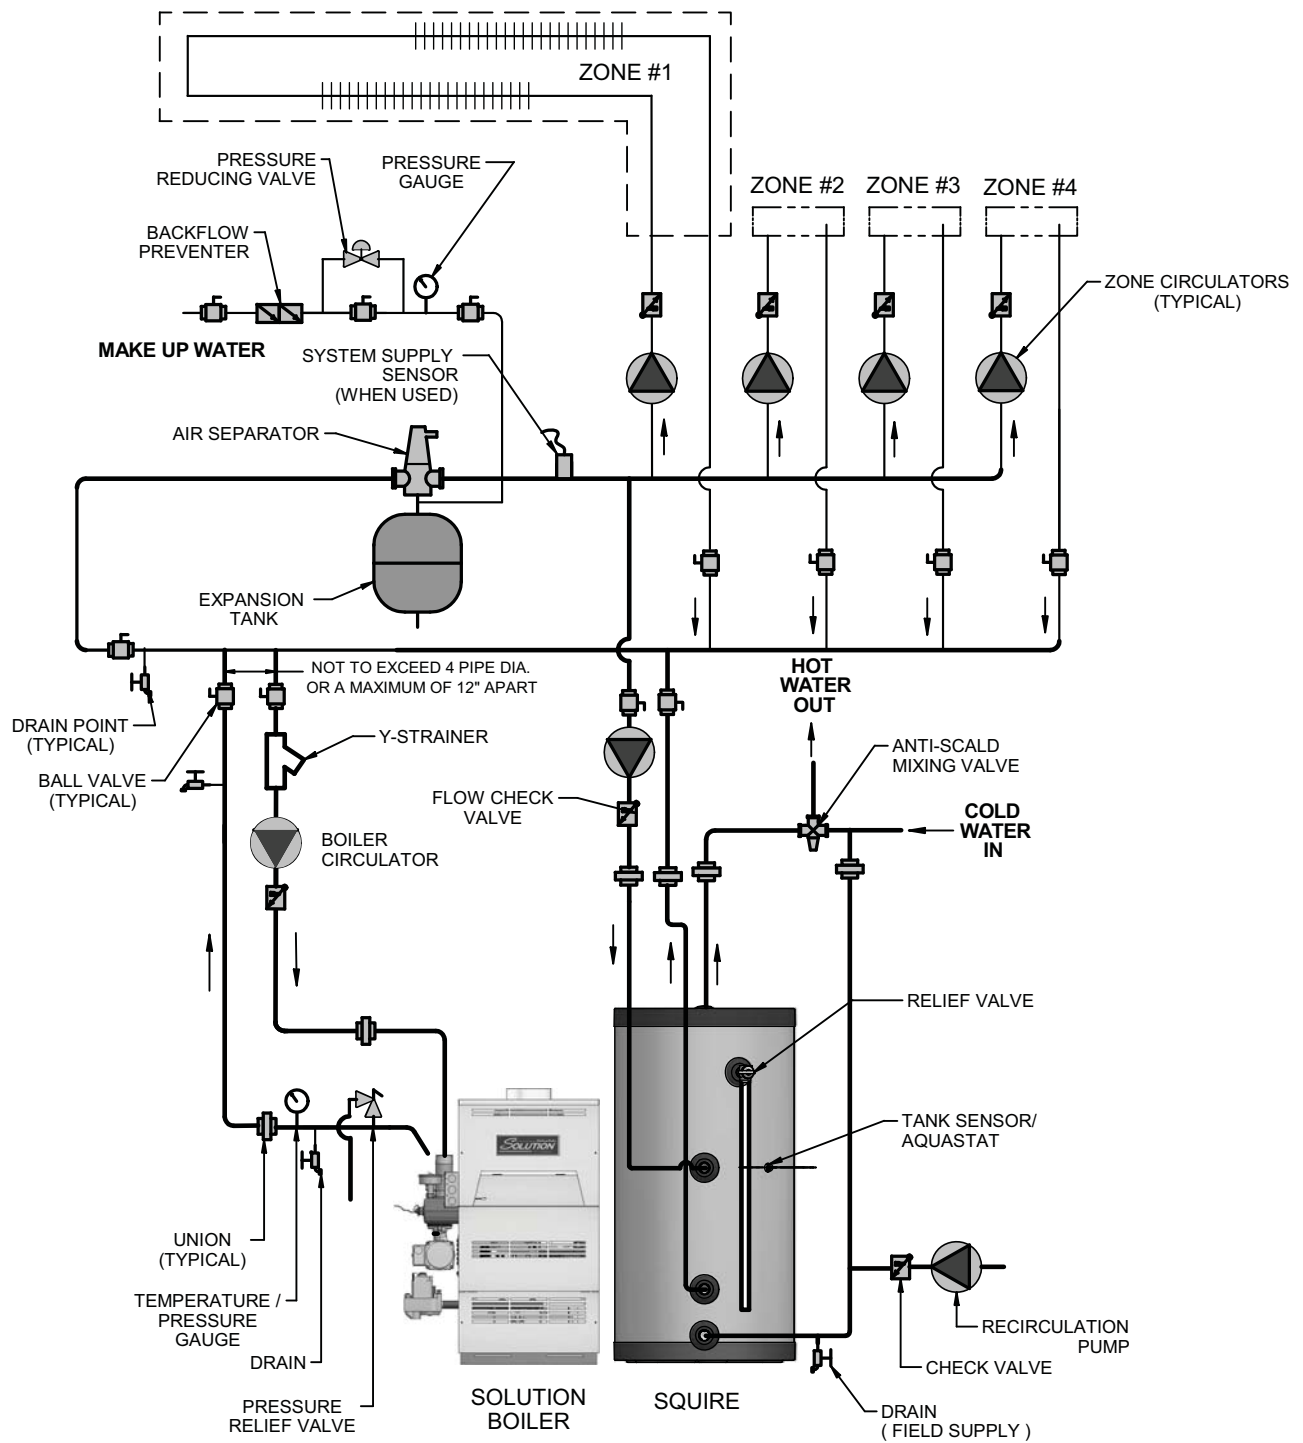 ZONE #1
PRESSURE
REDUCING VALVE
PRESSURE
GAUGE
ZONE #2
ZONE #3
ZONE #4
BACKFLOW
PREVENTER
ZONE CIRCULATORS
(TYPICAL)
MAKE UP WATER
SYSTEM SUPPLY
SENSOR
(WHEN USED)
AIR SEPARATOR
EXPANSION
TANK
NOT TO EXCEED 4 PIPE DIA.
OR A MAXIMUM OF 12" APART
HOT
WATER
OUT
DRAIN POINT
(TYPICAL)
Y-STRAINER
ANTI-SCALD
MIXING VALVE
BALL VALVE
(TYPICAL)
FLOW CHECK
VALVE
COLD
WATER
IN
BOILER
CIRCULATOR
RELIEF VALVE
TANK SENSOR/
AQUASTAT
SOLUTION
UNION
(TYPICAL)
TEMPERATURE /
PRESSURE
GAUGE
RECIRCULATION
PUMP
DRAIN
CHECK VALVE
PRESSURE
RELIEF VALVE
SOLUTION
BOILER
SQUIRE
DRAIN
( FIELD SUPPLY )